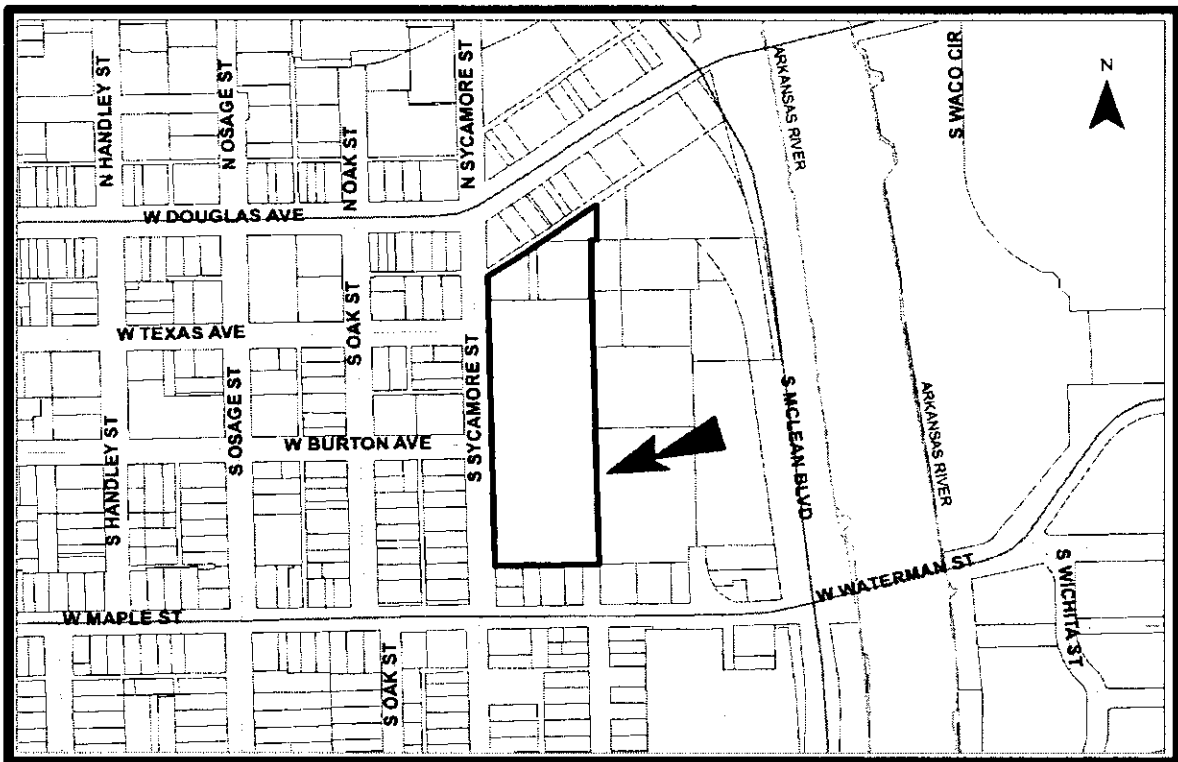 N HANDLEY ST
N OSAGE ST
N OAK ST
N SYCAMORE ST
ARKANSAS RIVER
S WACO CIR
N
W DOUGLAS AVE
W TEXAS AVE
S OAK ST
S SYCAMORE ST
S HANDLEY ST
S OSAGE ST
W BURTON AVE
S MCLEAN BLVD
ARKANSAS RIVER
W MAPLE ST
W WATERMAN ST
S WICHITA ST
S OAK ST